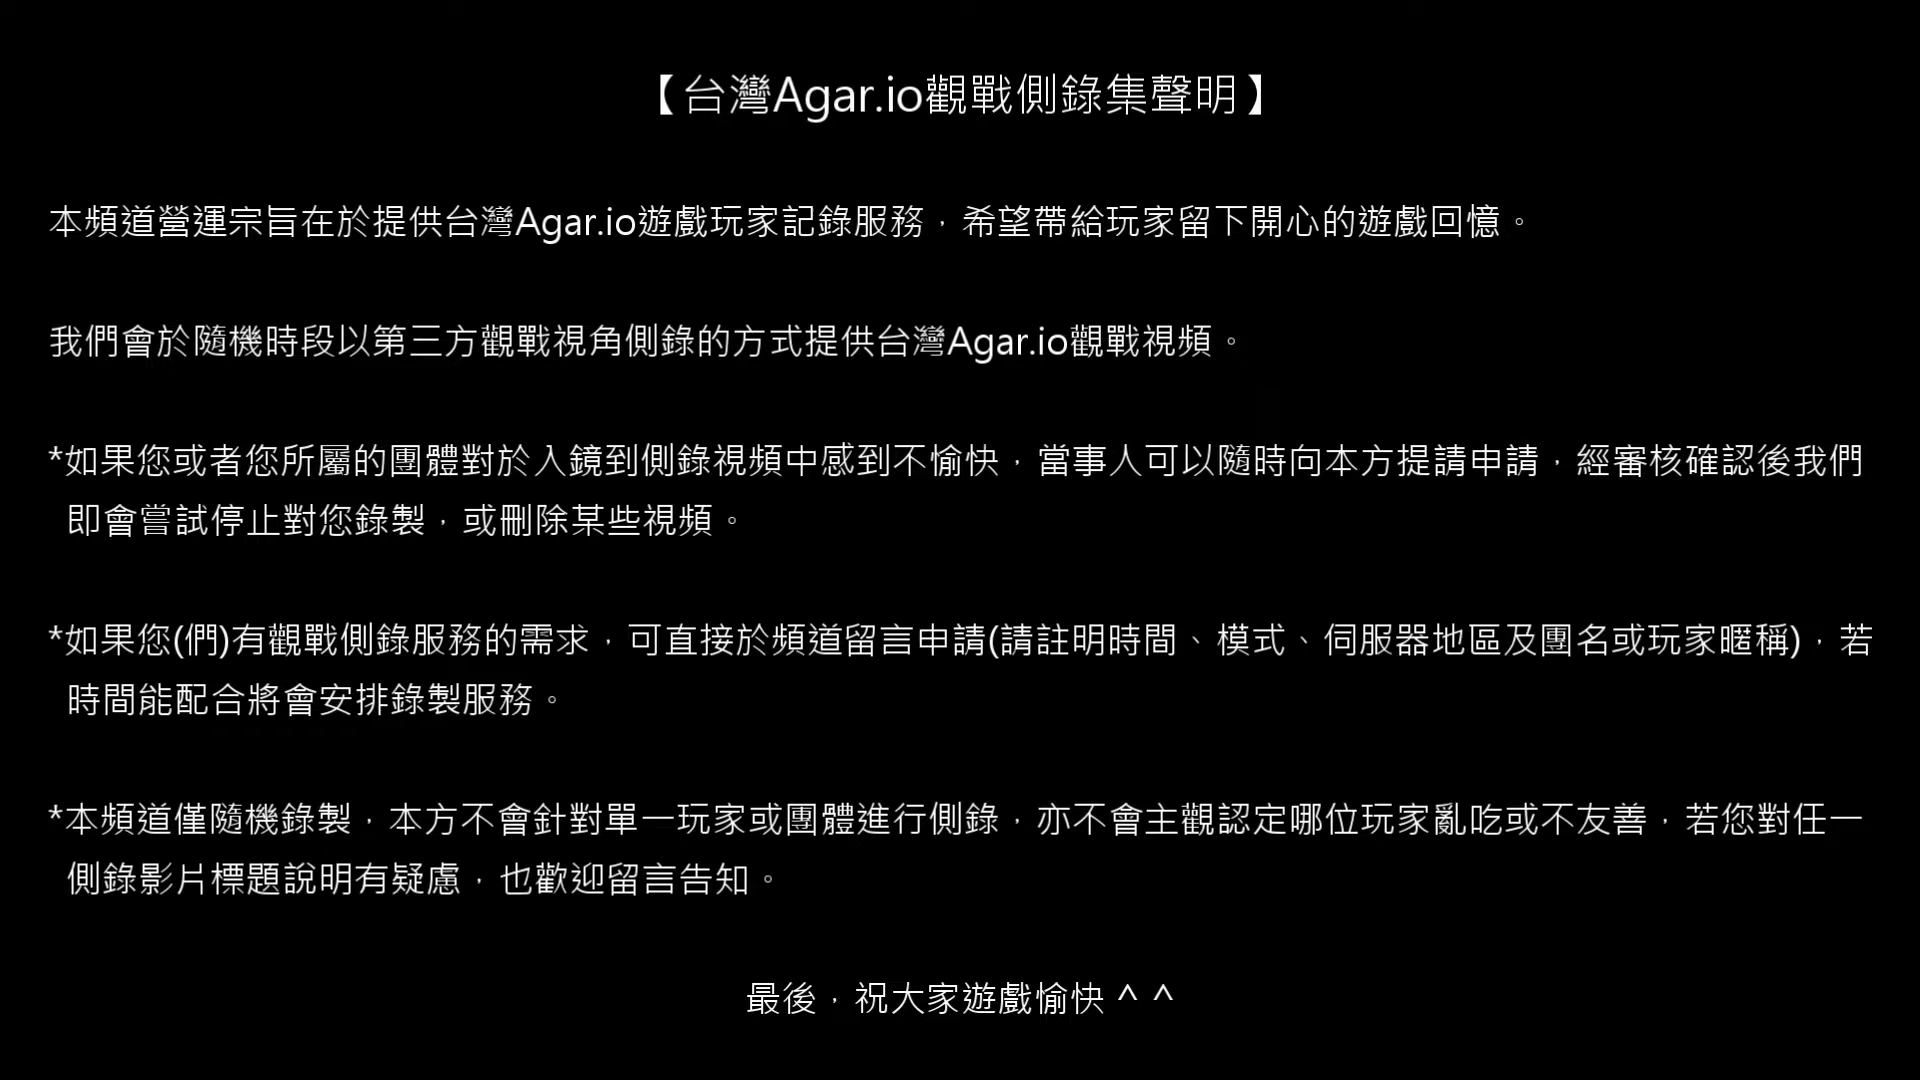 【台灣Agar.io觀戰側錄集聲明】
本頻道營運宗旨在於提供台灣Agar.io遊戲玩家記錄服務，希望帶給玩家留下開心的遊戲回憶。
我們會於隨機時段以第三方觀戰視角側錄的方式提供台灣Agar.io觀戰視頻。
*如果您或者您所屬的團體對於入鏡到側錄視頻中感到不愉快，當事人可以隨時向本方提請申請，經審核確認後我們
即會嘗試停止對您錄製，或刪除某些視頻。
*如果您(們)有觀戰側錄服務的需求，可直接於頻道留言申請(請註明時間、模式、伺服器地區及團名或玩家暱稱)，若
時間能配合將會安排錄製服務。
*本頻道僅隨機錄製，本方不會針對單一玩家或團體進行側錄，亦不會主觀認定哪位玩家亂吃或不友善，若您對任一
側錄影片標題說明有疑慮，也歡迎留言告知。
最後，祝大家遊戲愉快 ^ ^